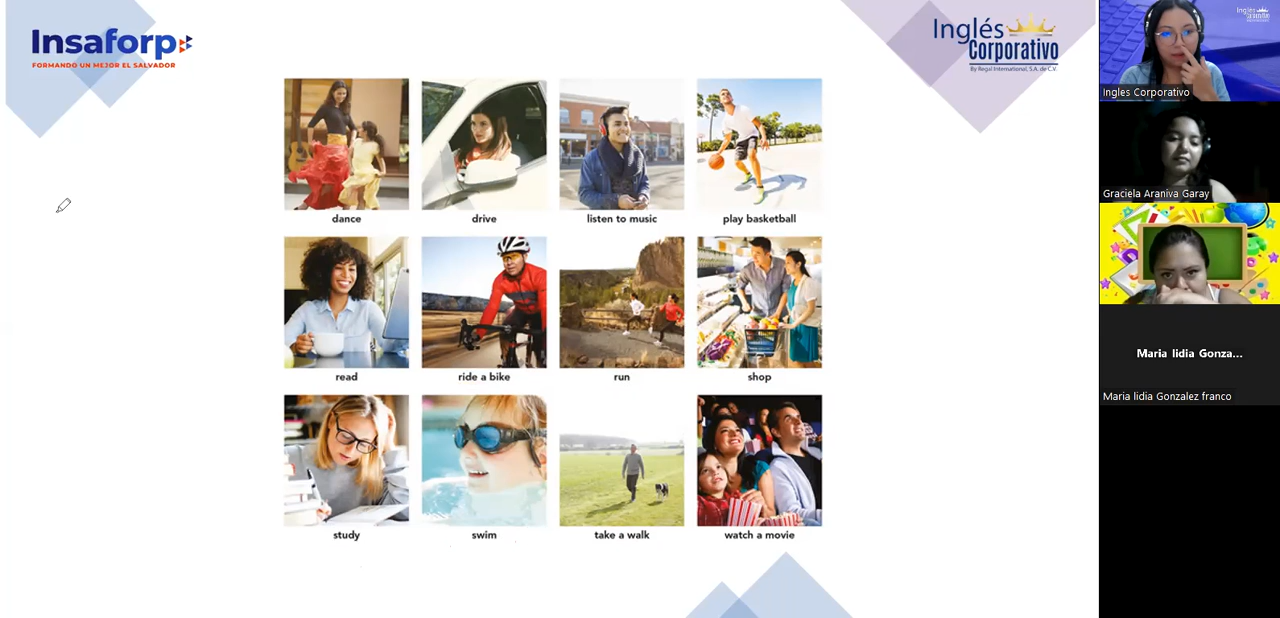 Insaforp
FORMANDO UN MEJOR EL SALVADOR
Inglés
Corporativo
By Regal International, S.A. de C.V.
dance
drive
listen to music
play basketball
read
ride a bike
run
shop
study
swim
take a walk
watch a movie
Ingles Corporativo
Graciela Araniva Garay
Maria lidia Gonza...
Maria lidia Gonzalez franco